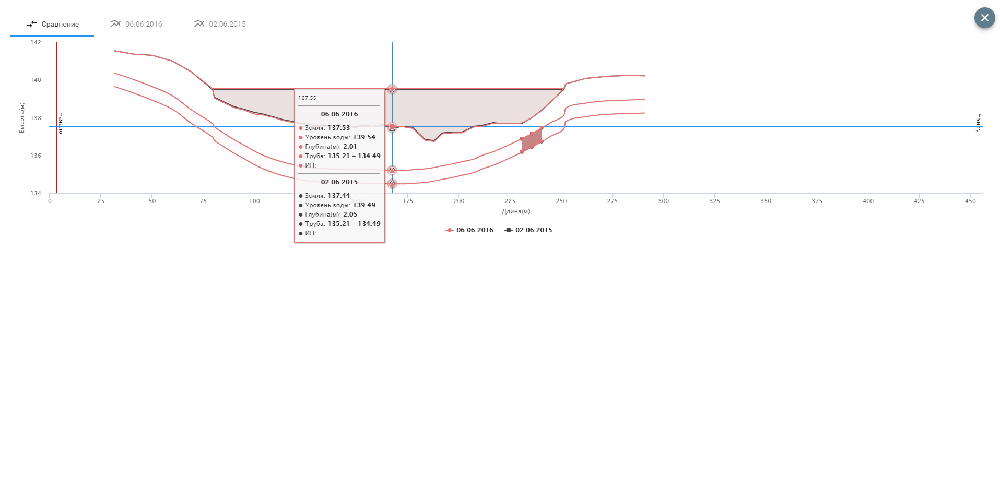 Сравнение
06.06.2016
02.06.2015
142
140
138
136
134
Высота(м)
Начало
Конец
167.55
06.06.2016
Земля: 137.53
Уровень воды: 139.54
Глубина(м): 2.01
Труба: 135.21 – 134.49
ИП:
02.06.2015
Земля: 137.44
Уровень воды: 139.49
Глубина(м): 2.05
Труба: 135.21 – 134.49
ИП:
0 25 50 75 100 125 150 175 200 225 250 275 300 325 350 375 400 425 450
Длина(м)
06.06.2016 02.06.2015